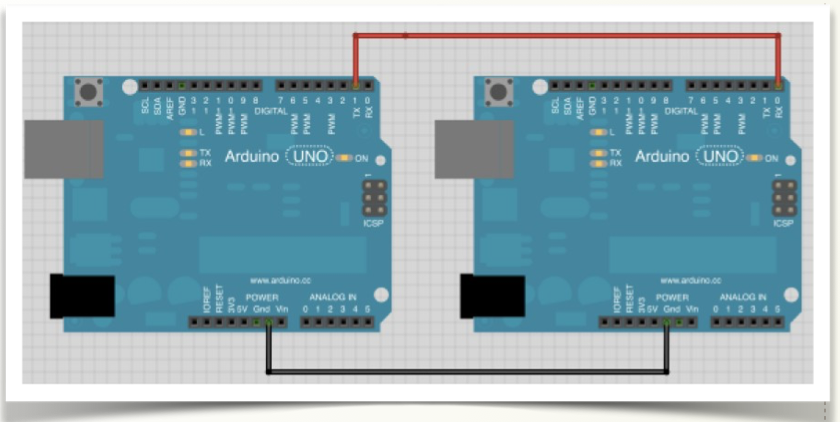 SCL SDA AREF GND 13 12 PWM 11 PWM 10 PWM 9 8 7 PWM 6 PWM 5 4 PWM 3 2 TX 1 RX 0
DIGITAL
L
TX
RX
Arduino UNO ON
1
ICSP
www.arduino.cc
POWER ANALOG IN
IOREF RESET 3V3 5V Gnd Vin 0 1 2 3 4 5
SCL SDA AREF GND 13 12 PWM 11 PWM 10 PWM 9 8 7 PWM 6 PWM 5 4 PWM 3 2 TX 1 RX 0
DIGITAL
L
TX
RX
Arduino UNO ON
1
ICSP
www.arduino.cc
POWER ANALOG IN
IOREF RESET 3V3 5V Gnd Vin 0 1 2 3 4 5